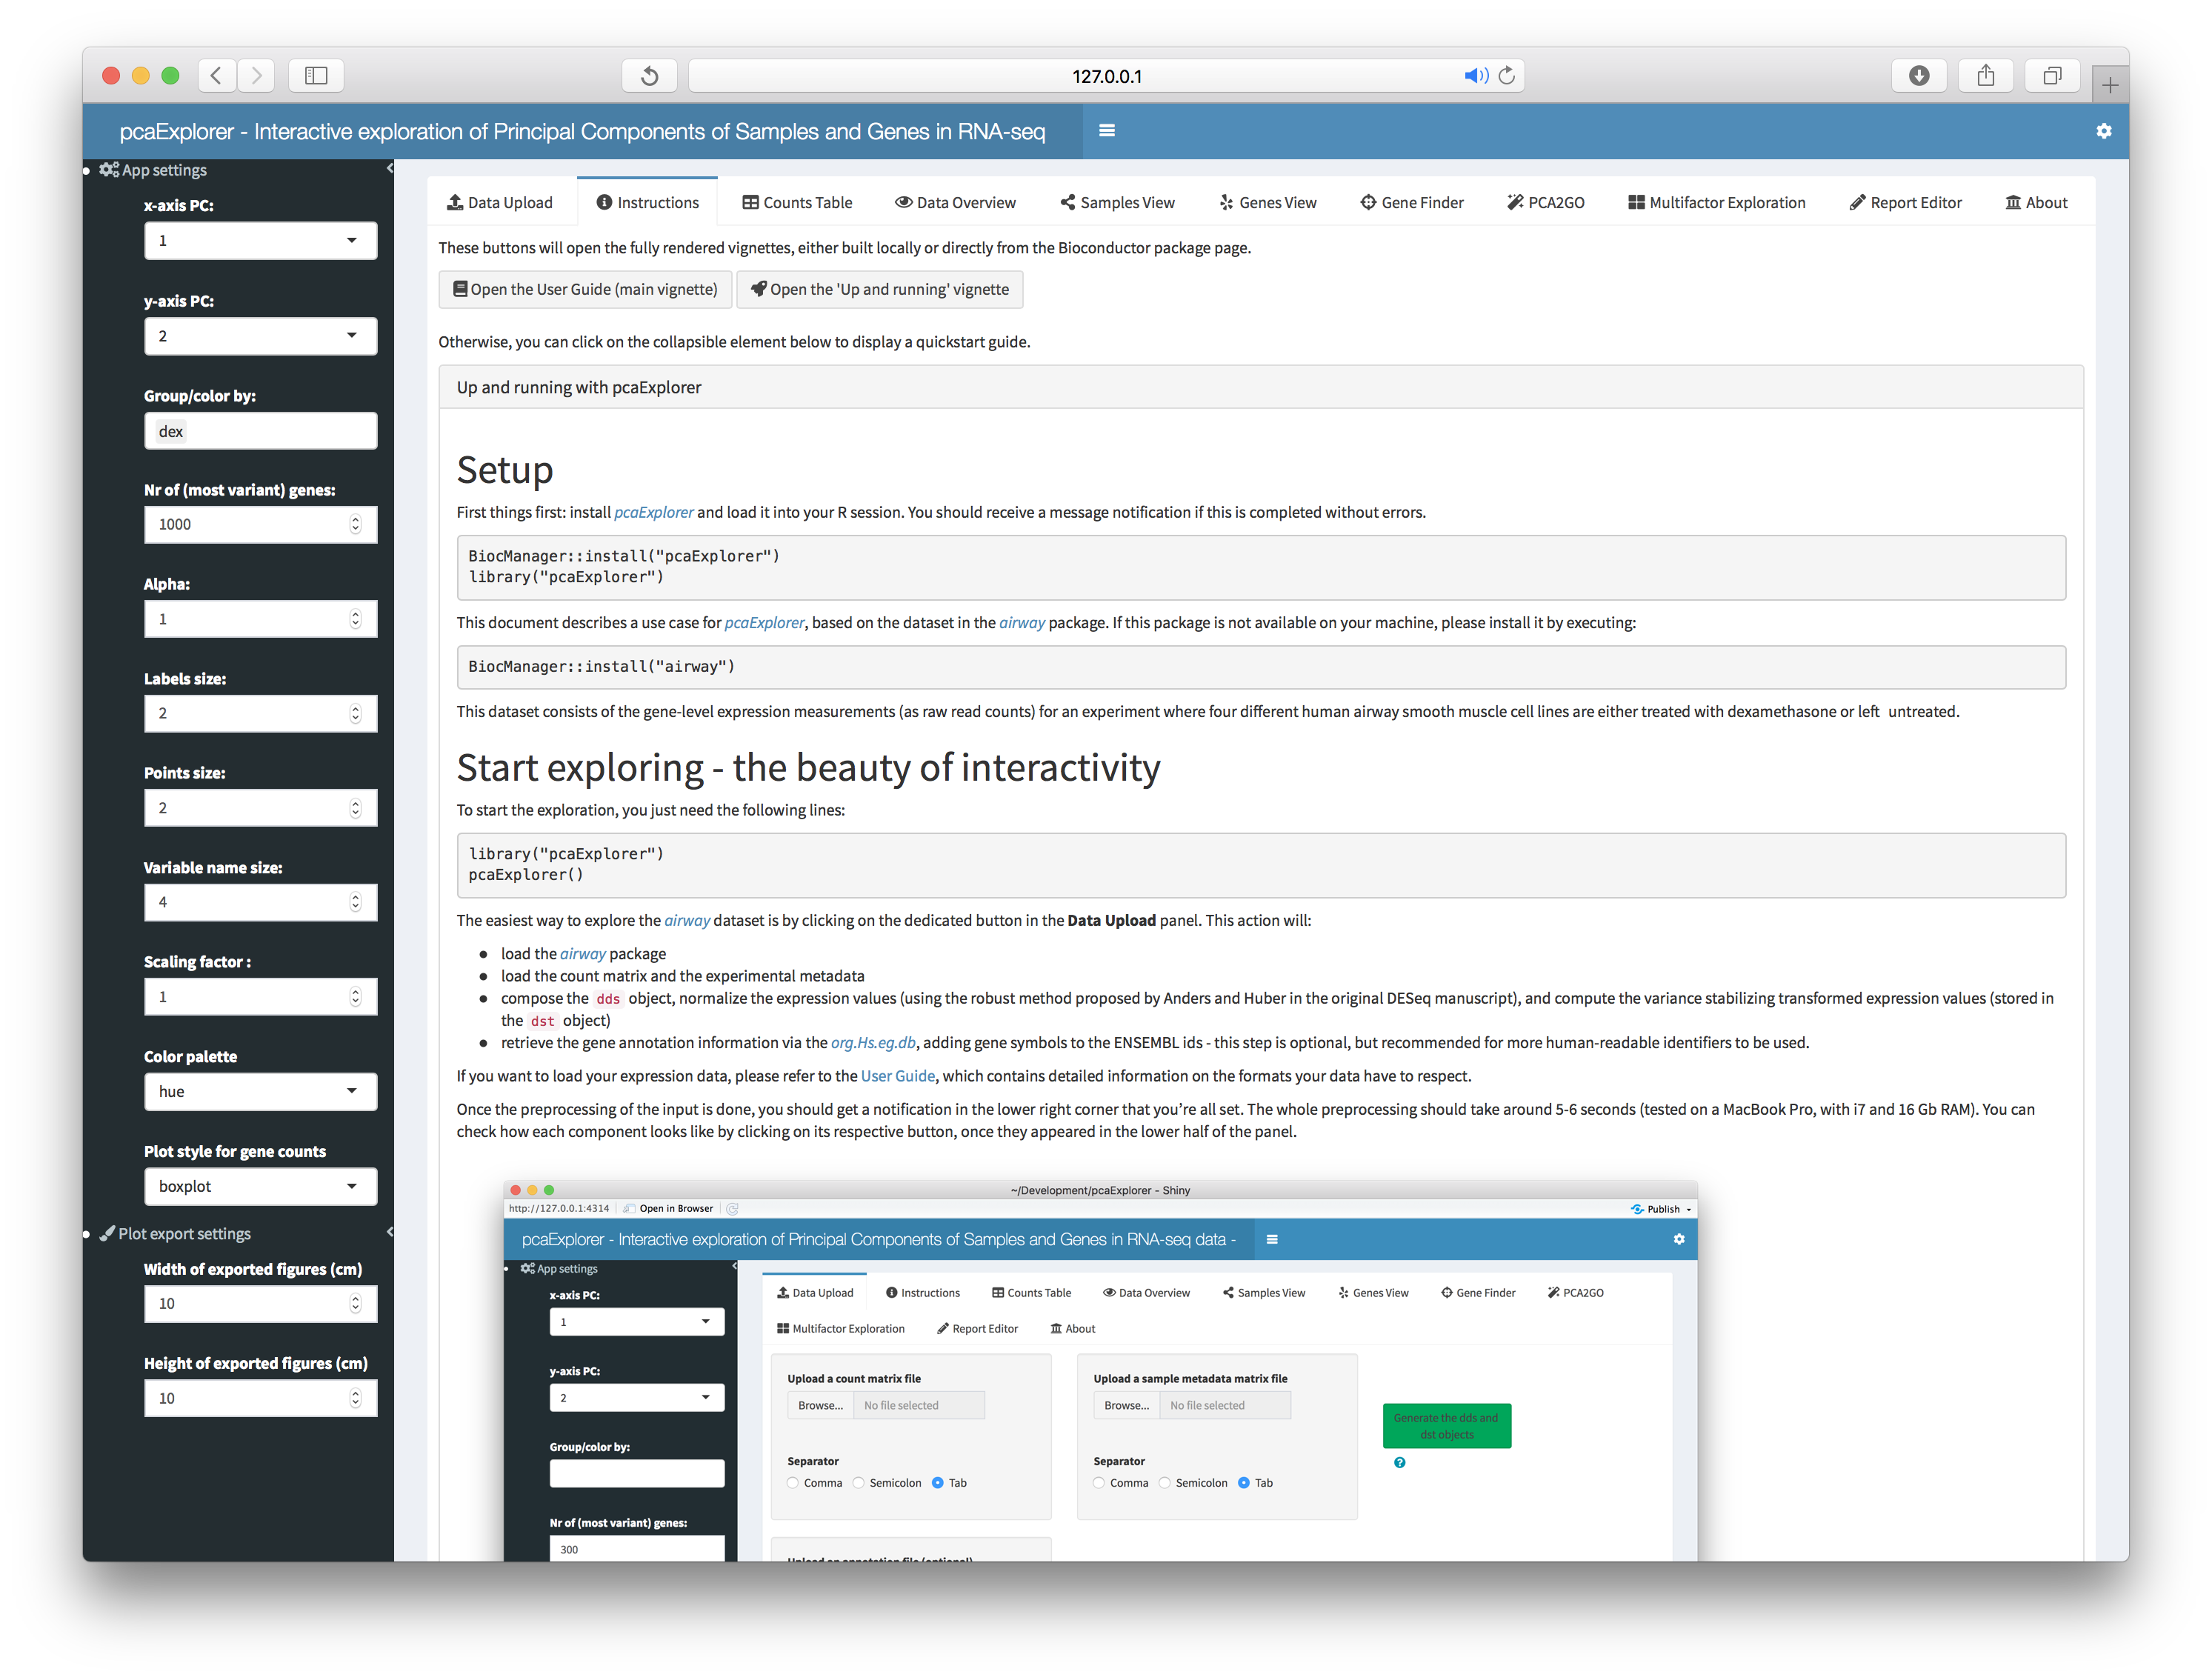 127.0.0.1
pcaExplorer - Interactive exploration of Principal Components of Samples and Genes in RNA-seq
App settings
x-axis PC:
1
y-axis PC:
2
Group/color by:
dex
Nr of (most variant) genes:
1000
Alpha:
1
Labels size:
2
Points size:
2
Variable name size:
4
Scaling factor :
1
Color palette
hue
Plot style for gene counts
boxplot
Plot export settings
Width of exported figures (cm)
10
Height of exported figures (cm)
10
Data Upload Instructions Counts Table Data Overview Samples View Genes View Gene Finder PCA2GO Multifactor Exploration Report Editor About
These buttons will open the fully rendered vignettes, either built locally or directly from the Bioconductor package page.
Open the User Guide (main vignette) Open the 'Up and running' vignette
Otherwise, you can click on the collapsible element below to display a quickstart guide.
Up and running with pcaExplorer
Setup
First things first: install pcaExplorer and load it into your R session. You should receive a message notification if this is completed without errors.
BiocManager::install("pcaExplorer")
library("pcaExplorer")
This document describes a use case for pcaExplorer, based on the dataset in the airway package. If this package is not available on your machine, please install it by executing:
BiocManager::install("airway")
This dataset consists of the gene-level expression measurements (as raw read counts) for an experiment where four different human airway smooth muscle cell lines are either treated with dexamethasone or left untreated.
Start exploring - the beauty of interactivity
To start the exploration, you just need the following lines:
library("pcaExplorer")
pcaExplorer()
The easiest way to explore the airway dataset is by clicking on the dedicated button in the Data Upload panel. This action will:
● load the airway package
● load the count matrix and the experimental metadata
● compose the dds object, normalize the expression values (using the robust method proposed by Anders and Huber in the original DESeq manuscript), and compute the variance stabilizing transformed expression values (stored in
the dst object)
● retrieve the gene annotation information via the org.Hs.eg.db, adding gene symbols to the ENSEMBL ids - this step is optional, but recommended for more human-readable identifiers to be used.
If you want to load your expression data, please refer to the User Guide, which contains detailed information on the formats your data have to respect.
Once the preprocessing of the input is done, you should get a notification in the lower right corner that you're all set. The whole preprocessing should take around 5-6 seconds (tested on a MacBook Pro, with i7 and 16 Gb RAM). You can
check how each component looks like by clicking on its respective button, once they appeared in the lower half of the panel.
~/Development/pcaExplorer - Shiny
http://127.0.0.1:4314 Open in Browser Publish
pcaExplorer - Interactive exploration of Principal Components of Samples and Genes in RNA-seq data -
App settings
x-axis PC:
1
y-axis PC:
2
Group/color by:
Nr of (most variant) genes:
300
Data Upload Instructions Counts Table Data Overview Samples View Genes View Gene Finder PCA2GO
Multifactor Exploration Report Editor About
Upload a count matrix file
Browse... No file selected
Separator
Comma Semicolon Tab
Upload a sample metadata matrix file
Browse... No file selected
Separator
Comma Semicolon Tab
Generate the dds and
dst objects
Upload an annotation file (optional)